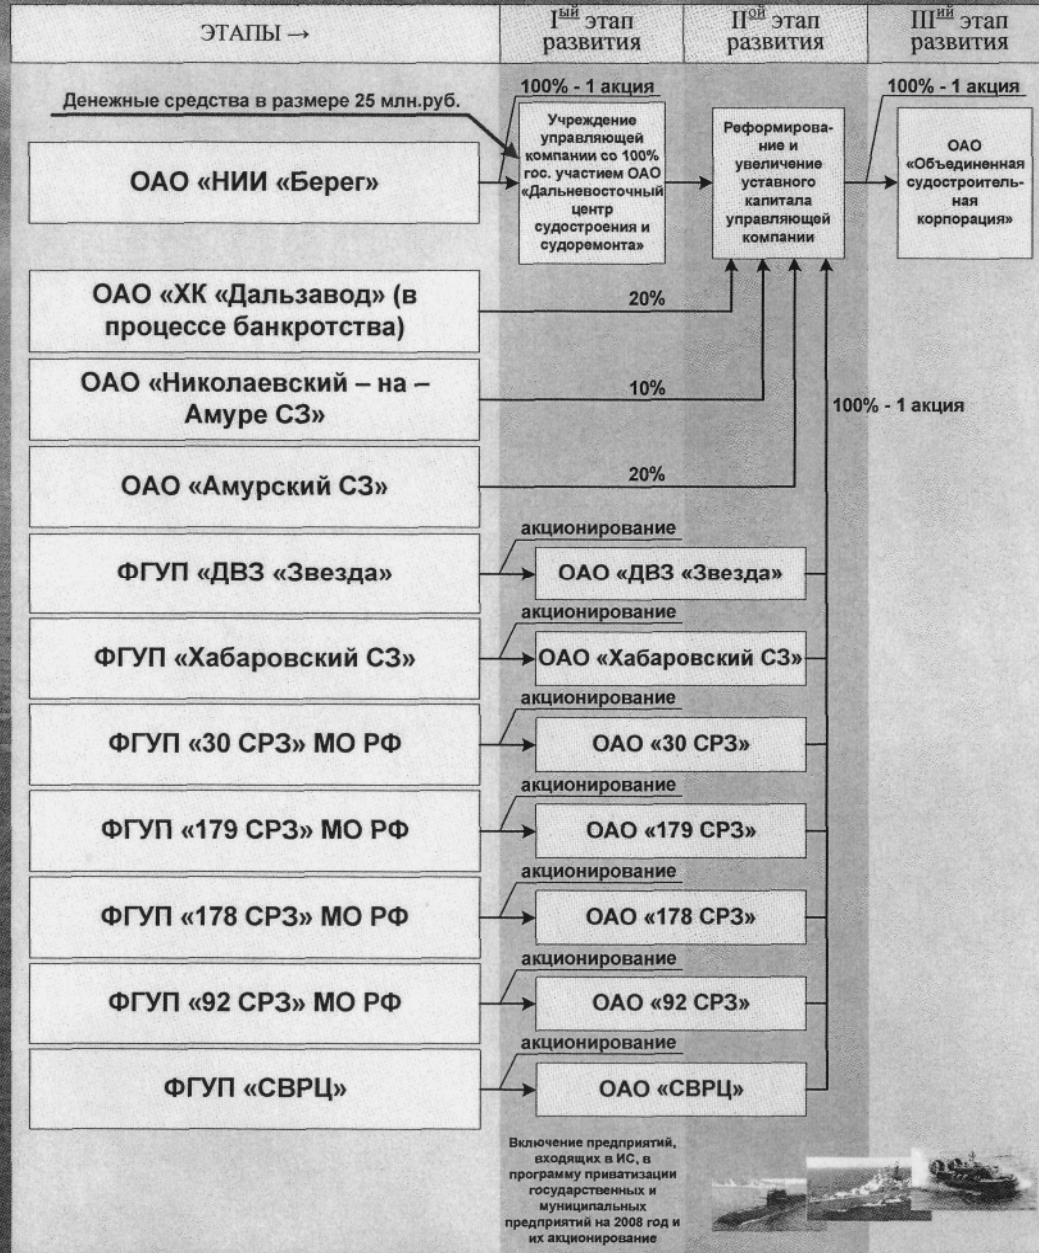 ЭТАПЫ →
Iый этап
развития
IIой этап
развития
IIIий этап
развития
Денежные средства в размере 25 млн.руб.
100% - 1 акция
100% - 1 акция
ОАО «НИИ «Берег»
Учреждение
управляющей
компании со 100%
гос. участием ОАО
«Дальневосточный
центр
судостроения и
судоремонта»
Реформирова-
ние и
увеличение
уставного
капитала
управляющей
компании
ОАО
«Объединенная
судостроитель-
ная
корпорация»
ОАО «ХК «Дальзавод» (в
процессе банкротства)
20%
ОАО «Николаевский – на –
Амуре СЗ»
10%
100% - 1 акция
ОАО «Амурский СЗ»
20%
акционирование
ФГУП «ДВЗ «Звезда»
ОАО «ДВЗ «Звезда»
акционирование
ФГУП «Хабаровский СЗ»
ОАО «Хабаровский СЗ»
акционирование
ФГУП «30 СРЗ» МО РФ
ОАО «30 СРЗ»
акционирование
ФГУП «179 СРЗ» МО РФ
ОАО «179 СРЗ»
акционирование
ФГУП «178 СРЗ» МО РФ
ОАО «178 СРЗ»
акционирование
ФГУП «92 СРЗ» МО РФ
ОАО «92 СРЗ»
акционирование
ФГУП «СВРЦ»
ОАО «СВРЦ»
Включение предприятий,
входящих в ИС, в
программу приватизации
государственных и
муниципальных
предприятий на 2008 год и
их акционирование